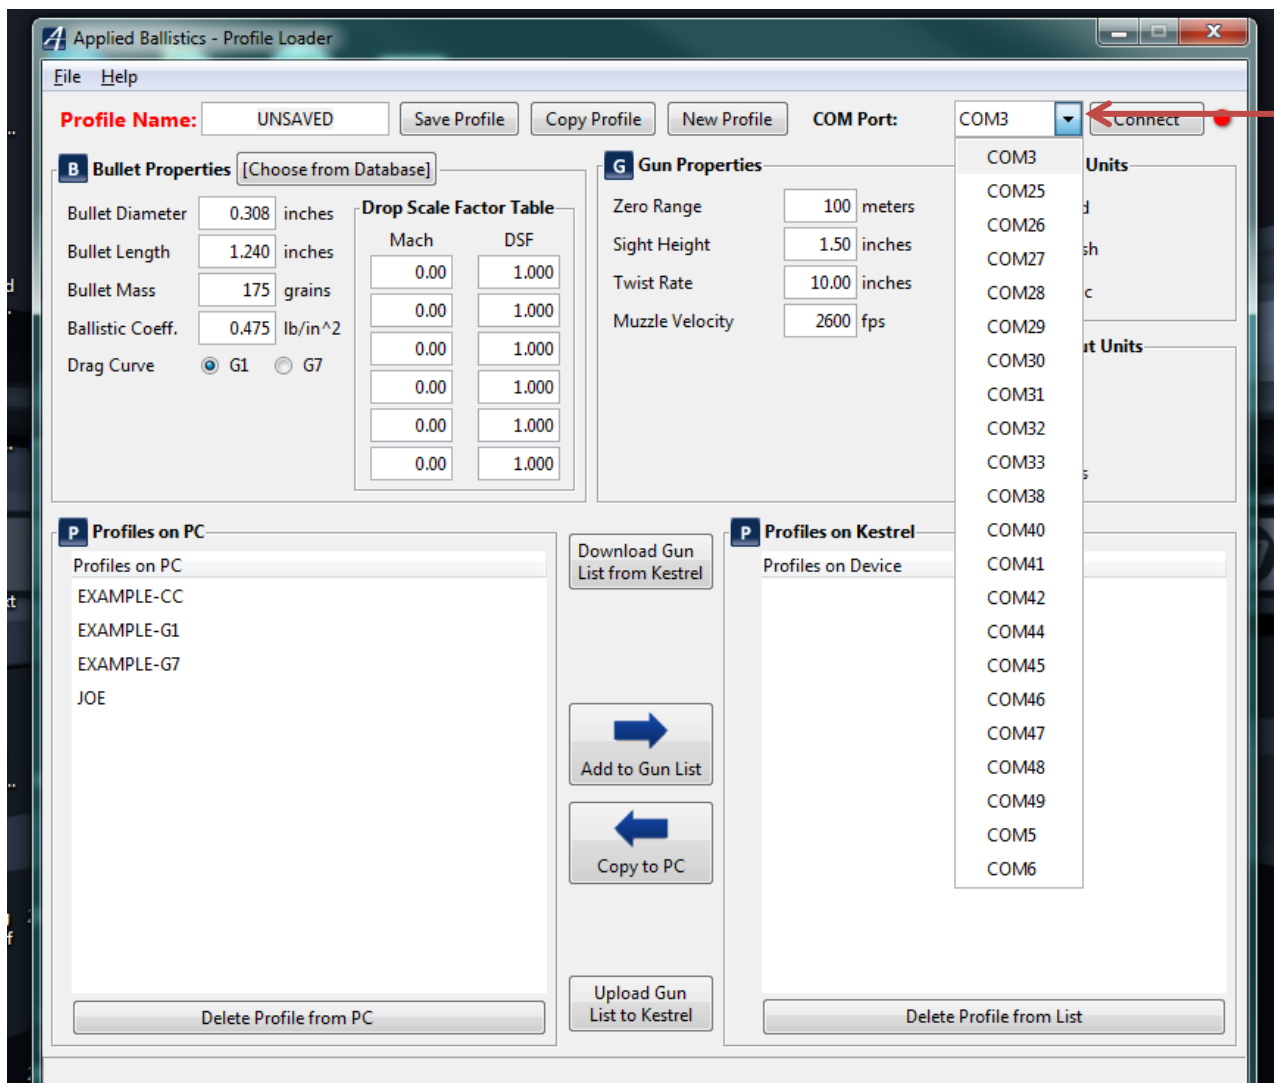 Applied Ballistics - Profile Loader
File Help
Profile Name: UNSAVED Save Profile Copy Profile New Profile COM Port: COM3 Connect
B Bullet Properties [Choose from Database]
Bullet Diameter 0.308 inches
Bullet Length 1.240 inches
Bullet Mass 175 grains
Ballistic Coeff. 0.475 lb/in^2
Drag Curve G1 G7
Drop Scale Factor Table
Mach DSF
0.00 1.000
0.00 1.000
0.00 1.000
0.00 1.000
0.00 1.000
0.00 1.000
G Gun Properties
Zero Range 100 meters
Sight Height 1.50 inches
Twist Rate 10.00 inches
Muzzle Velocity 2600 fps
COM3
COM25
COM26
COM27
COM28
COM29
COM30
COM31
COM32
COM33
COM38
COM40
COM41
COM42
COM44
COM45
COM46
COM47
COM48
COM49
COM5
COM6
Units
Units
P Profiles on PC
Profiles on PC
EXAMPLE-CC
EXAMPLE-G1
EXAMPLE-G7
JOE
Delete Profile from PC
Download Gun
List from Kestrel
Add to Gun List
Copy to PC
Upload Gun
List to Kestrel
P Profiles on Kestrel
Profiles on Device
Delete Profile from List